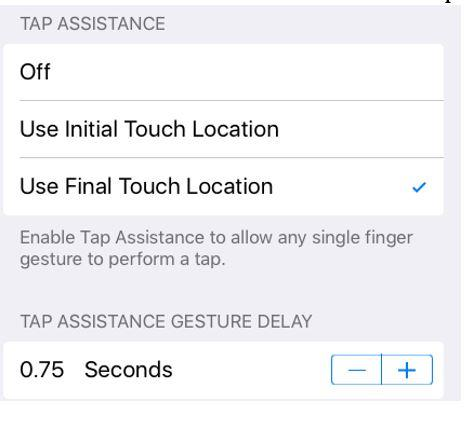 TAP ASSISTANCE
Off
Use Initial Touch Location
Use Final Touch Location
Enable Tap Assistance to allow any single finger
gesture to perform a tap.
TAP ASSISTANCE GESTURE DELAY
0.75 Seconds